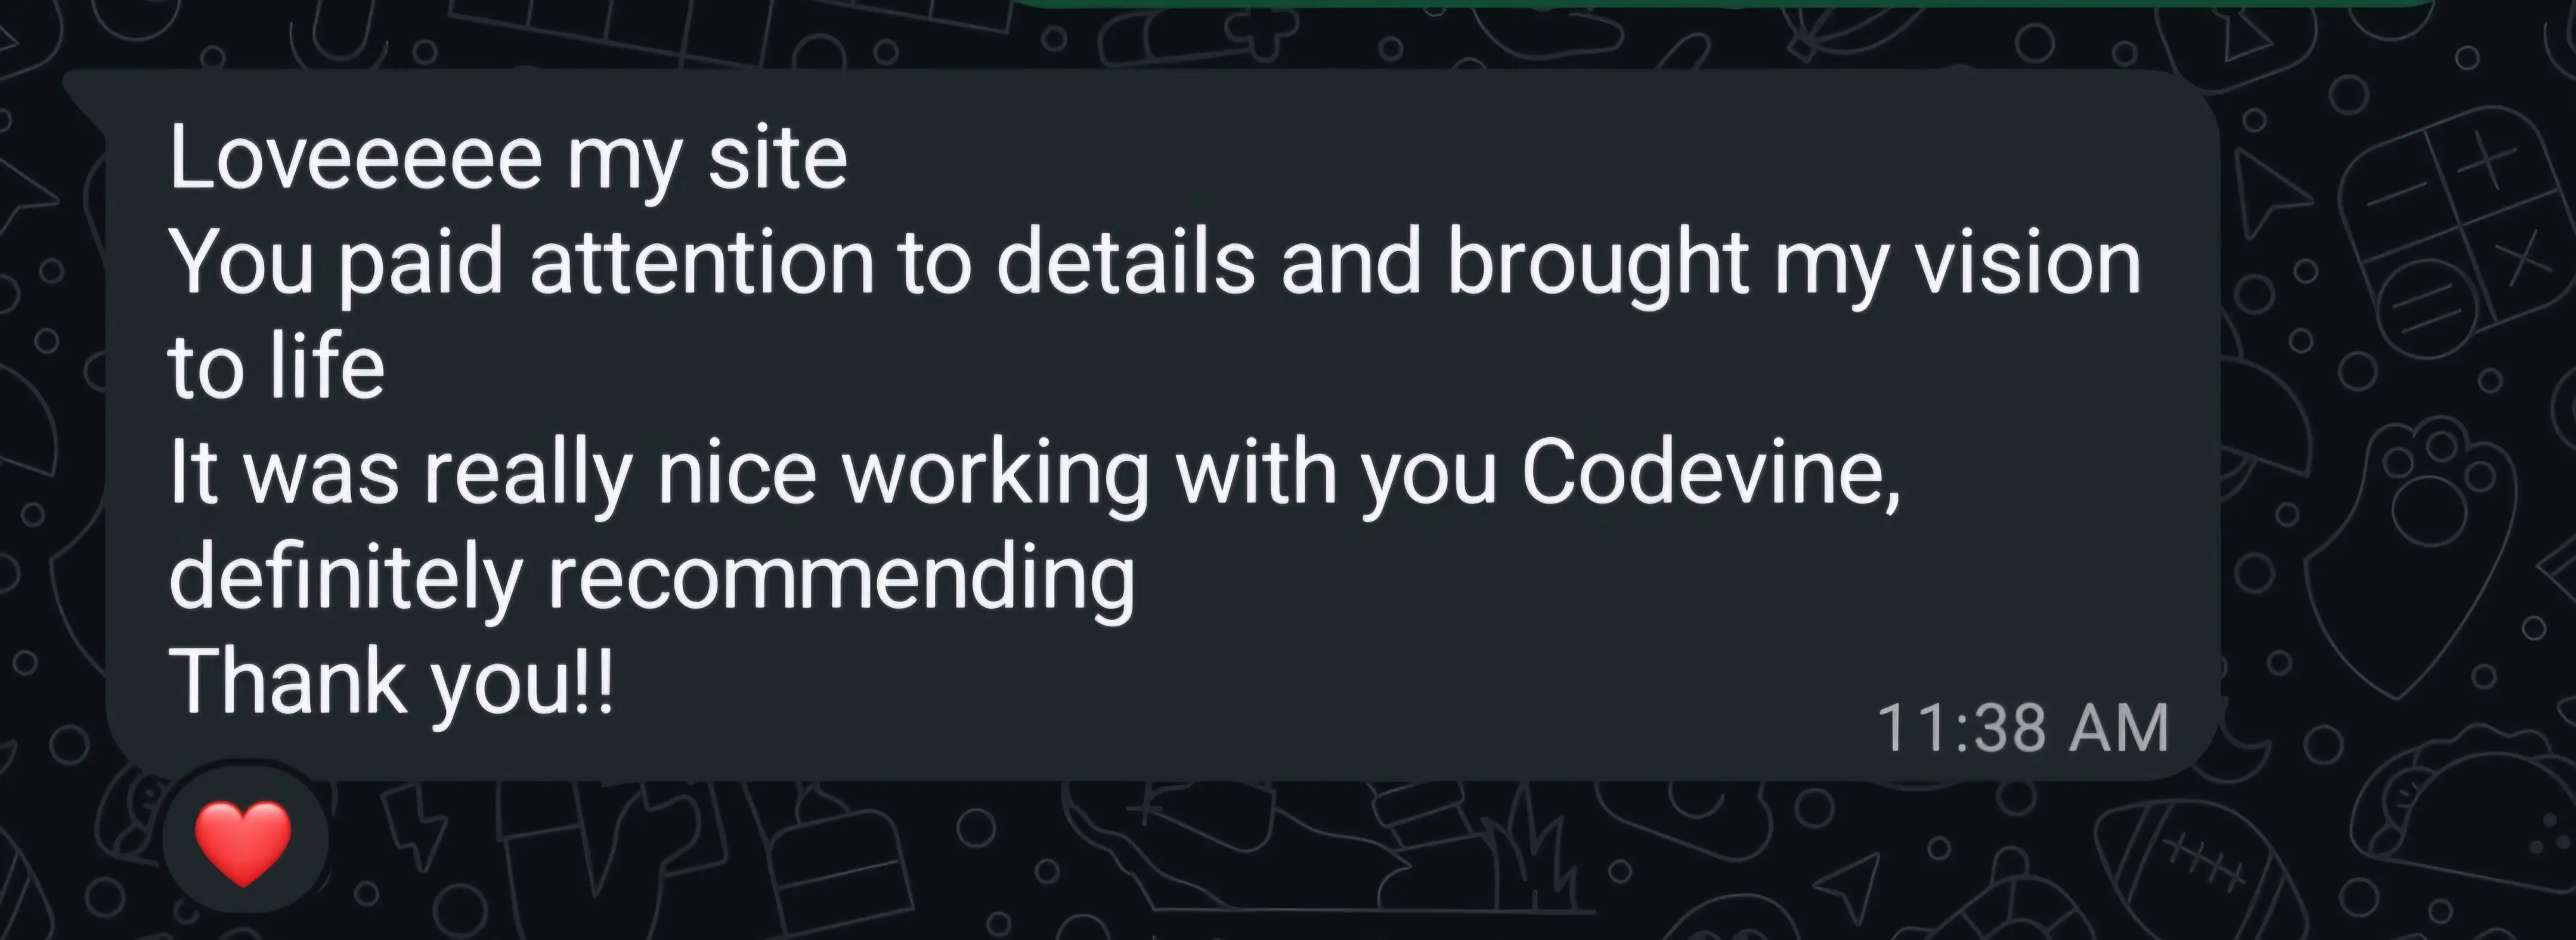 Loveeeee my site
You paid attention to details and brought my vision
to life
It was really nice working with you Codevine,
definitely recommending
Thank you!!
11:38 AM